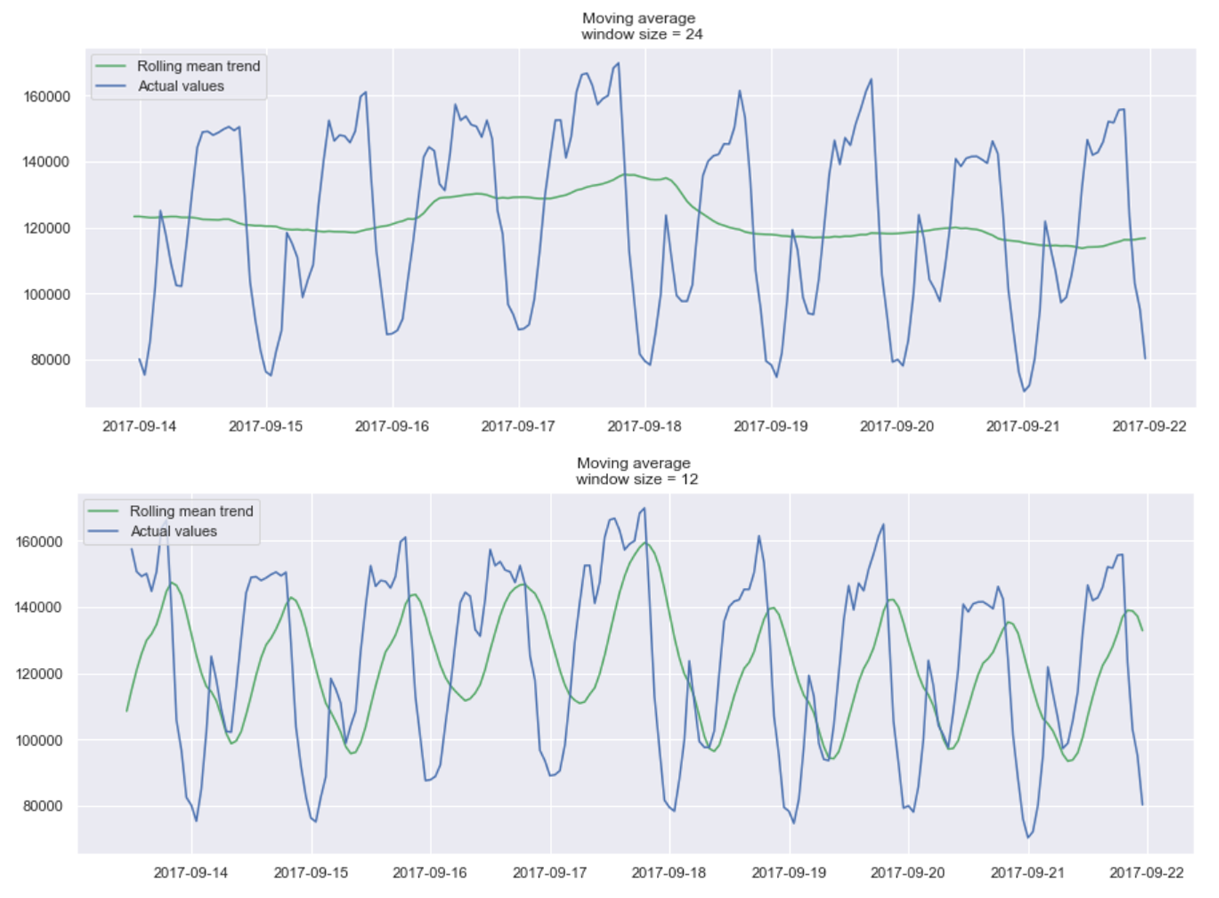 Moving average
window size = 24
Rolling mean trend
Actual values
160000
140000
120000
100000
80000
2017-09-14 2017-09-15 2017-09-16 2017-09-17 2017-09-18 2017-09-19 2017-09-20 2017-09-21 2017-09-22
Moving average
window size = 12
Rolling mean trend
Actual values
160000
140000
120000
100000
80000
2017-09-14 2017-09-15 2017-09-16 2017-09-17 2017-09-18 2017-09-19 2017-09-20 2017-09-21 2017-09-22